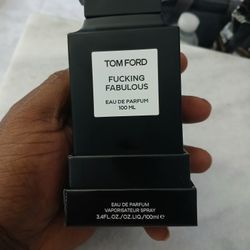 TOM FORD
FUCKING
FABULOUS
EAU DE PARFUM
100 ML
EAU DE PARFUM
VAPORISATEUR SPRAY
3.4FL.OZ./OZ.LIQ./100ml ℮